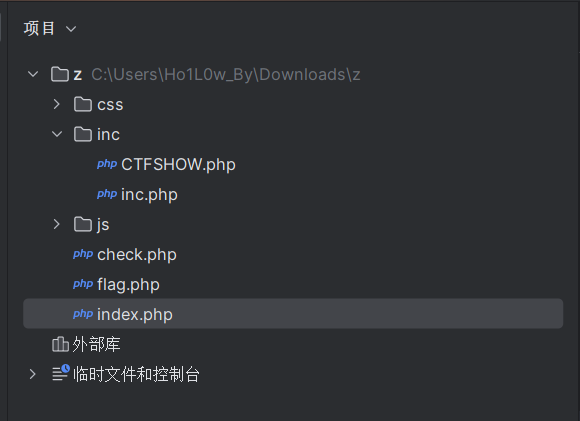 项目
z C:\Users\Ho1L0w_By\Downloads\z
css
inc
php CTFSHOW.php
php inc.php
js
php check.php
php flag.php
php index.php
外部库
临时文件和控制台